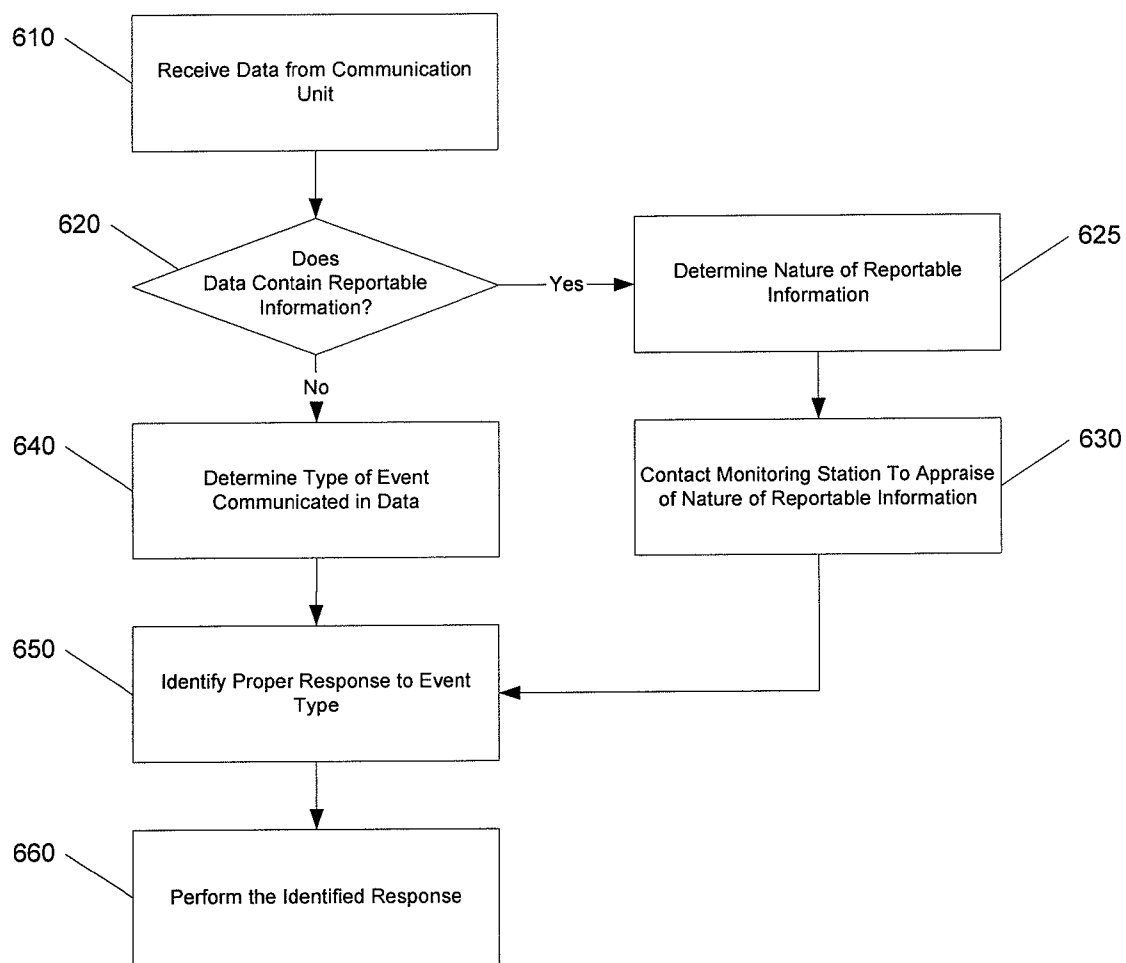 610
Receive Data from Communication
Unit
620
Does
Data Contain Reportable
Information?
Yes
625
Determine Nature of Reportable
Information
No
640
Determine Type of Event
Communicated in Data
630
Contact Monitoring Station To Appraise
of Nature of Reportable Information
650
Identify Proper Response to Event
Type
660
Perform the Identified Response